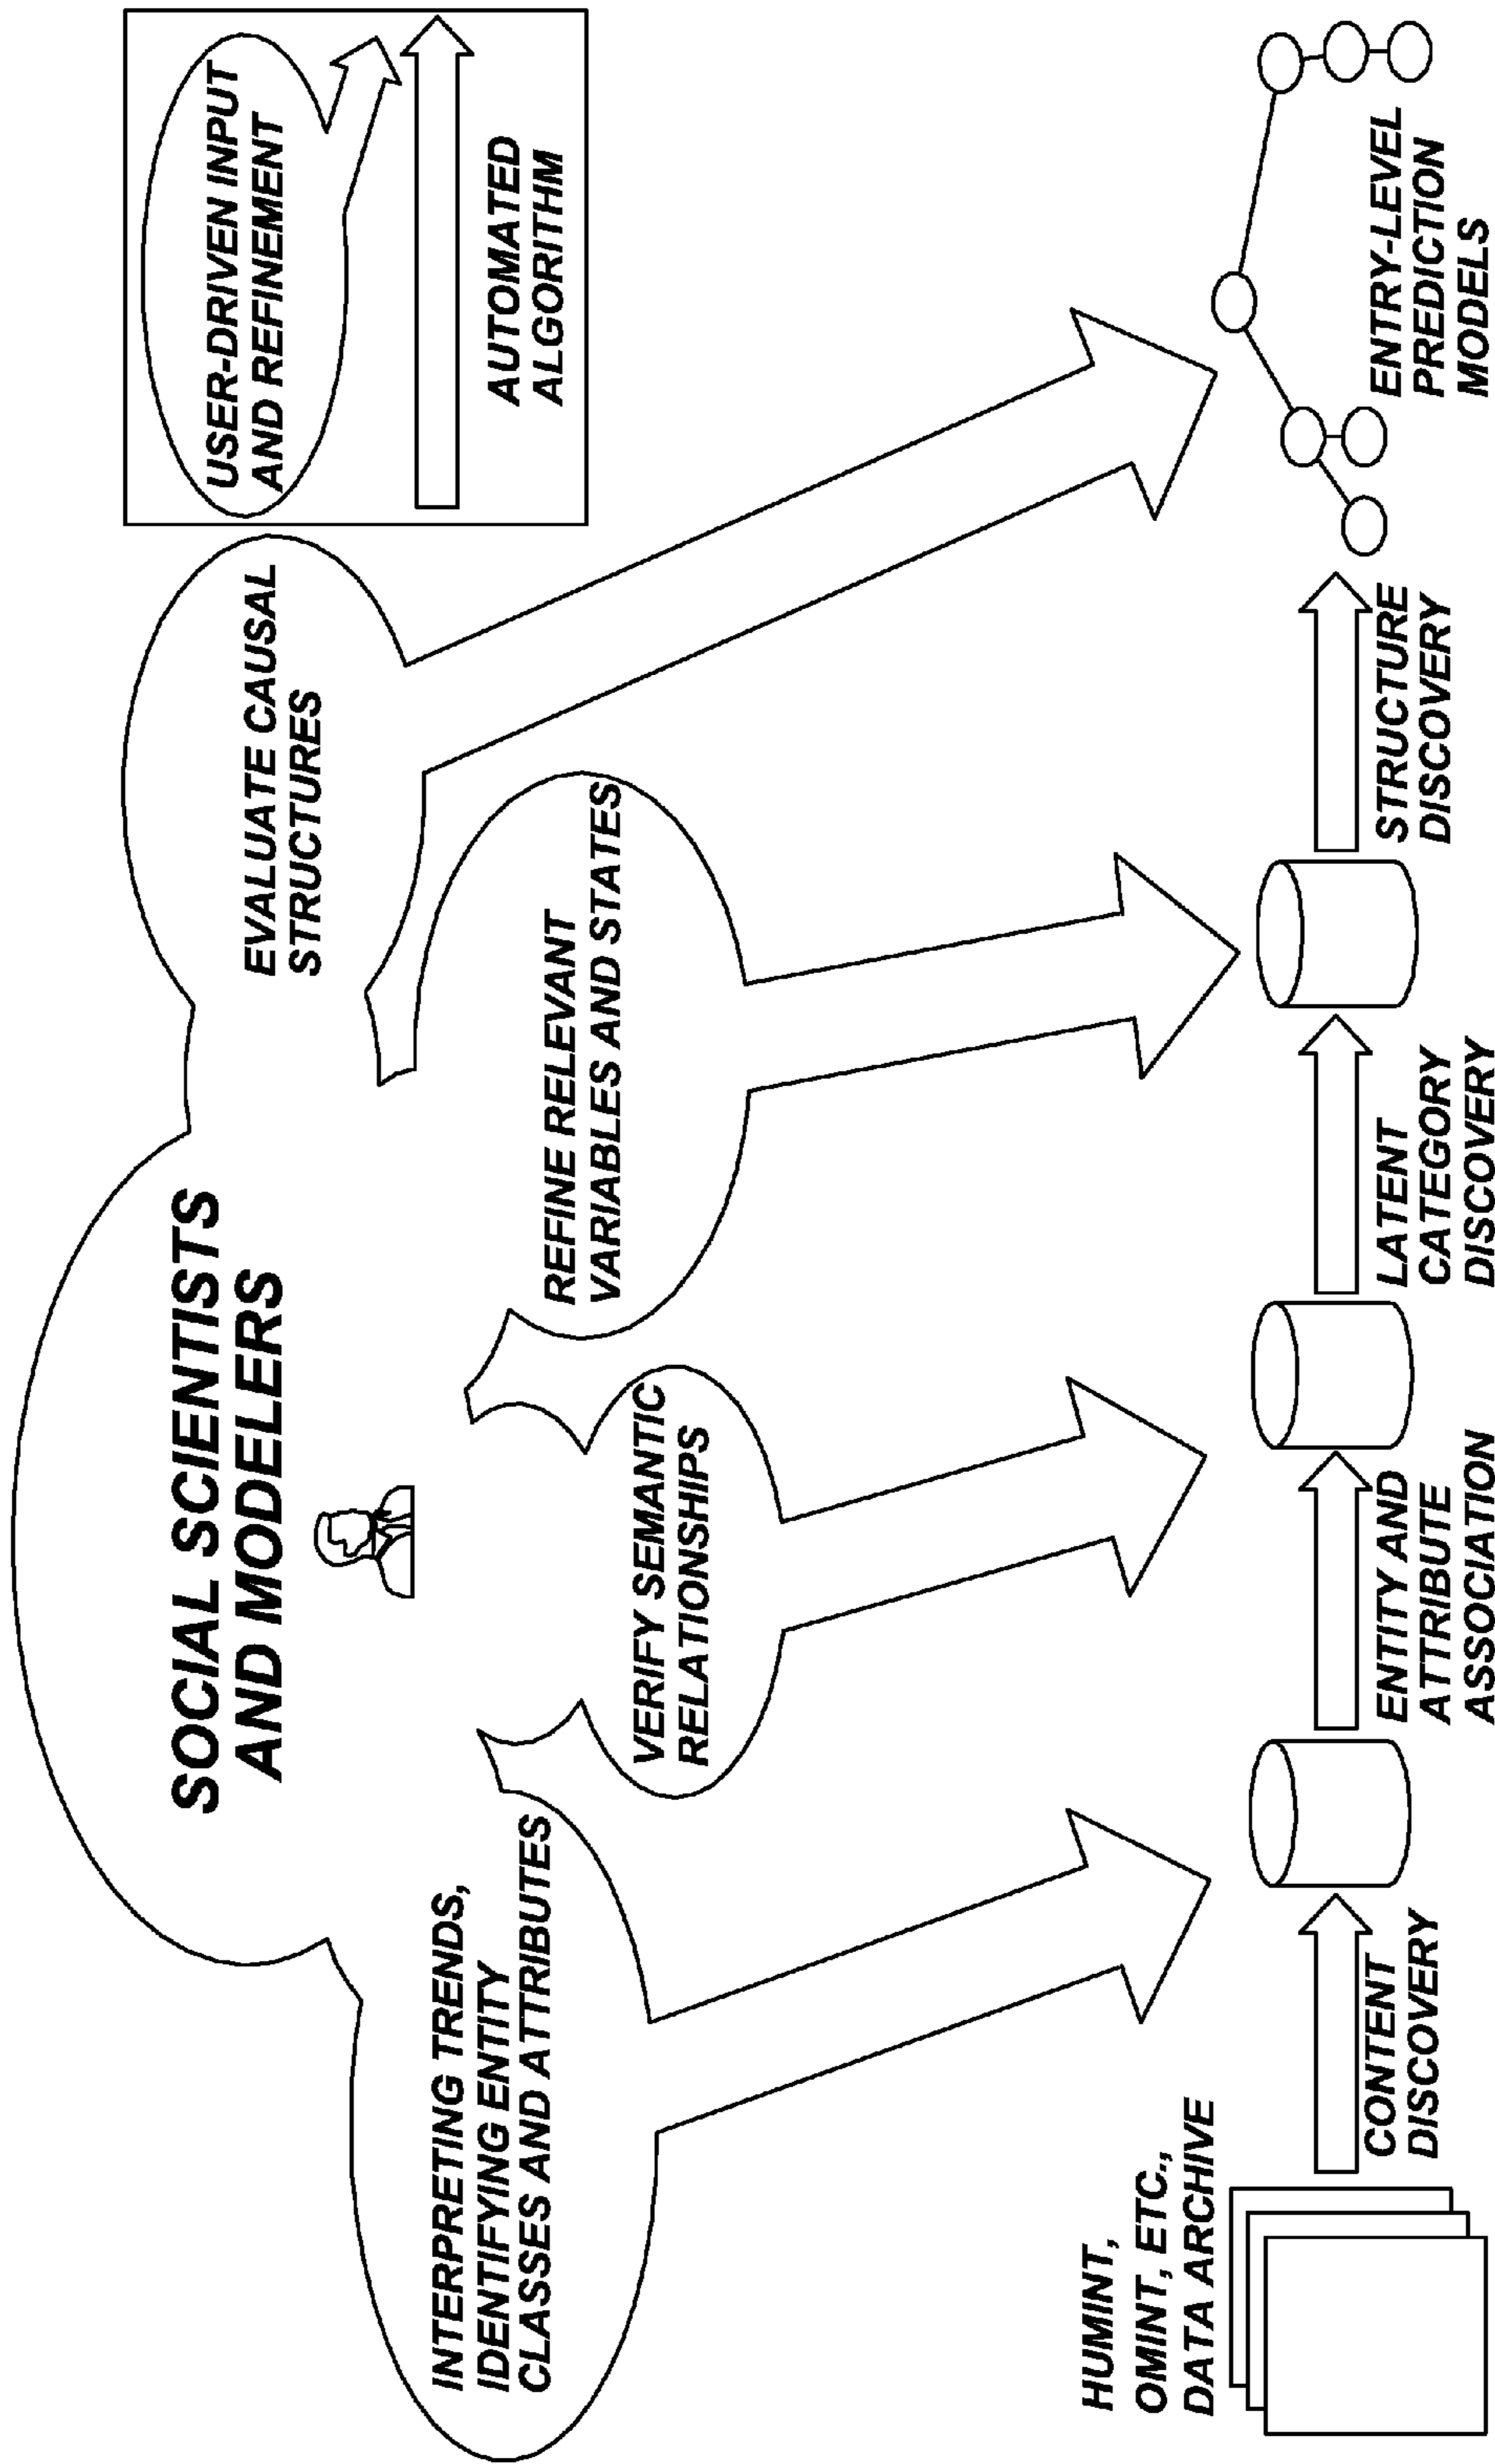 SOCIAL SCIENTISTS
AND MODELERS
USER-DRIVEN INPUT
AND REFINEMENT
AUTOMATED
ALGORITHM
EVALUATE CAUSAL
STRUCTURES
INTERPRETING TRENDS,
IDENTIFYING ENTITY
CLASSES AND ATTRIBUTES
VERIFY SEMANTIC
RELATIONSHIPS
REFINE RELEVANT
VARIABLES AND STATES
HUMINT,
OMINT, ETC.,
DATA ARCHIVE
CONTENT
DISCOVERY
ENTITY AND
ATTRIBUTE
ASSOCIATION
LATENT
CATEGORY
DISCOVERY
STRUCTURE
DISCOVERY
ENTRY-LEVEL
PREDICTION
MODELS